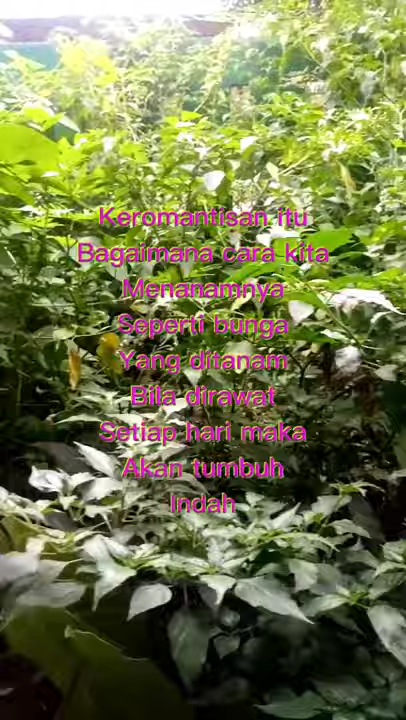 Keromantisan itu
Bagaimana cara kita
Menanamnya
Seperti bunga
Yang ditanam
Bila dirawat
Setiap hari maka
Akan tumbuh
Indah